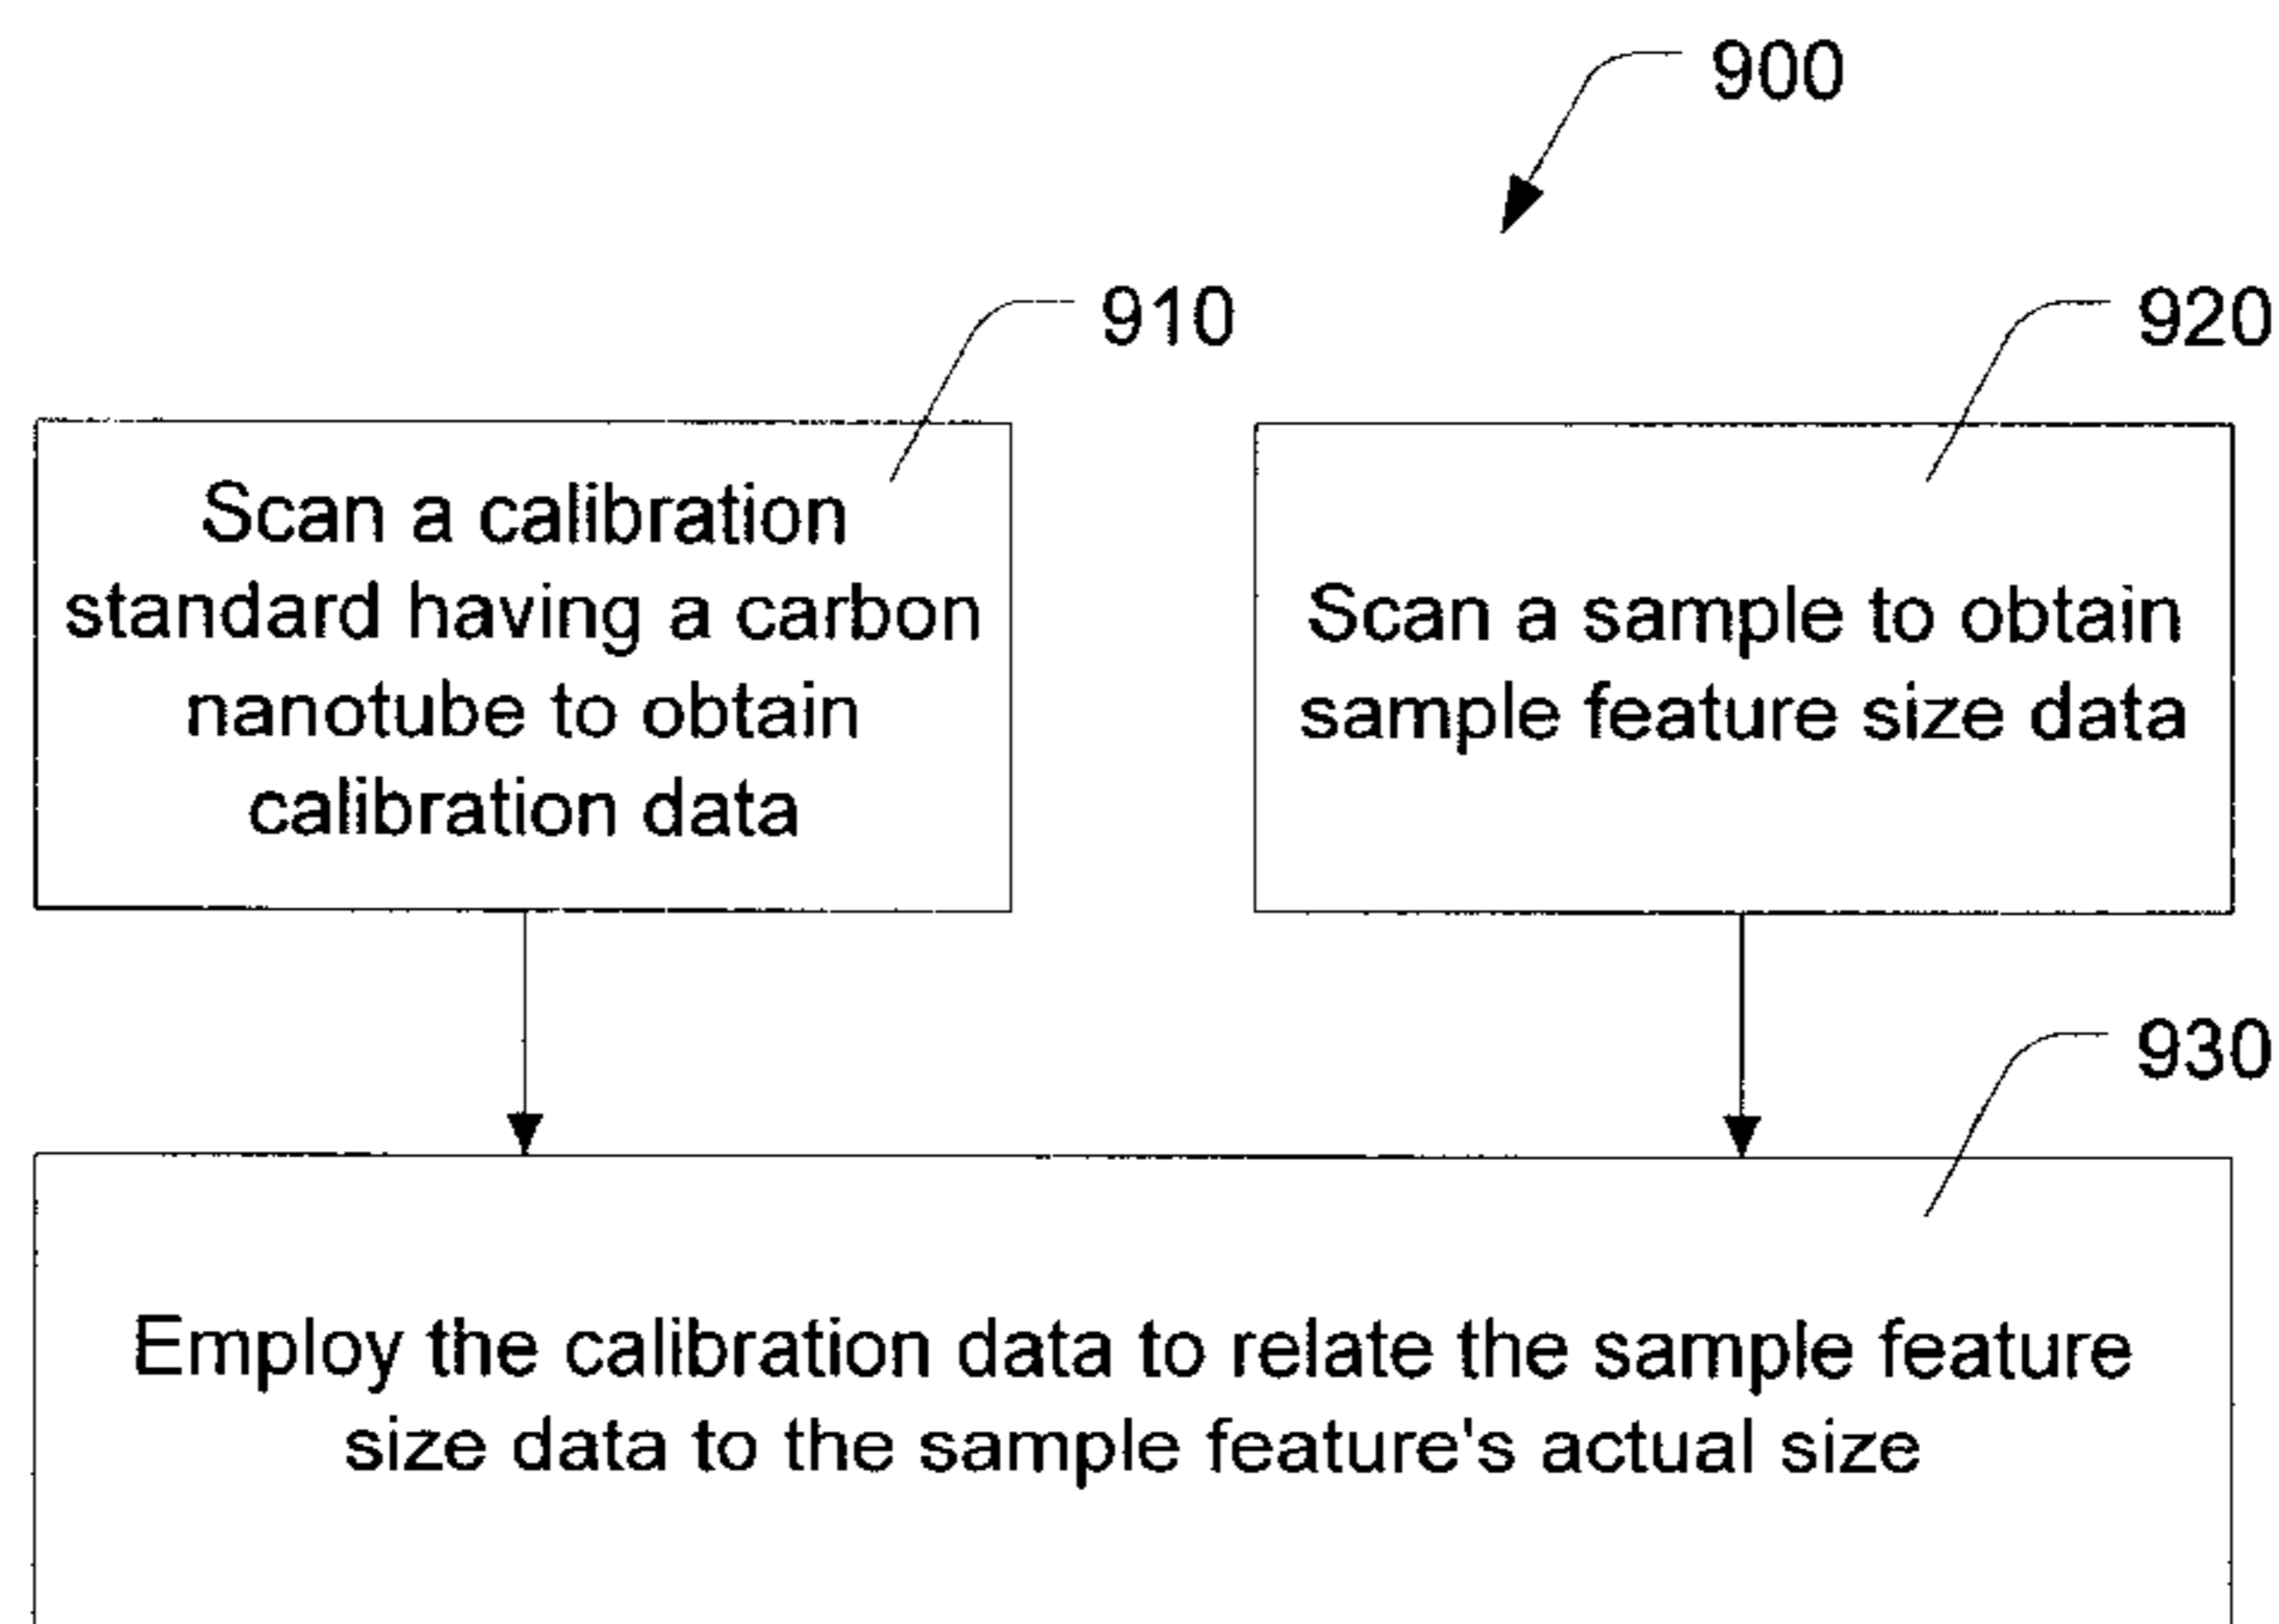 900
910
920
Scan a calibration
standard having a carbon
nanotube to obtain
calibration data
Scan a sample to obtain
sample feature size data
930
Employ the calibration data to relate the sample feature
size data to the sample feature's actual size